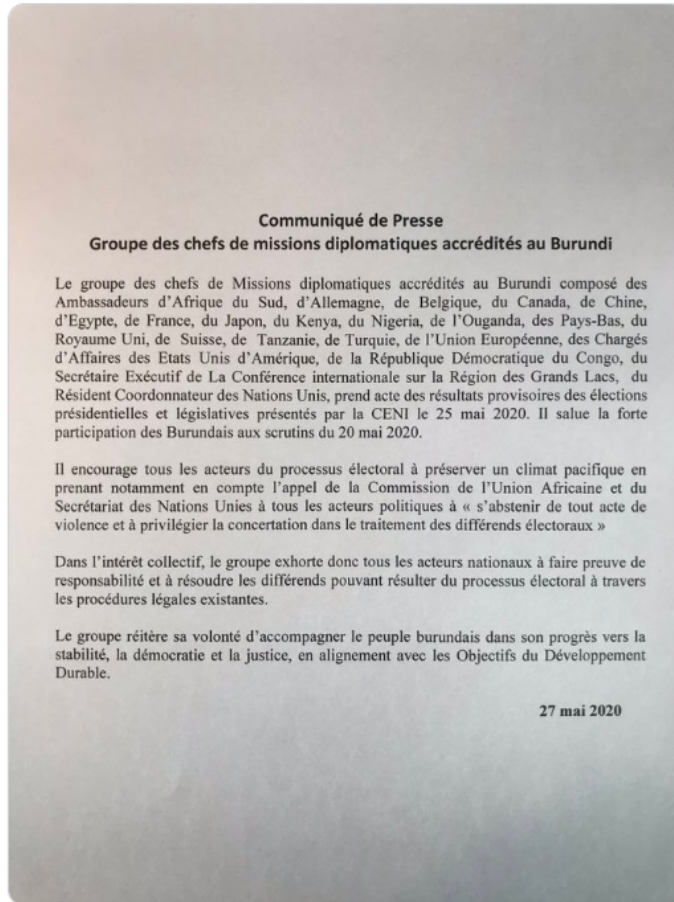 Communiqué de Presse
Groupe des chefs de missions diplomatiques accrédités au Burundi
Le groupe des chefs de Missions diplomatiques accrédités au Burundi composé des
Ambassadeurs d'Afrique du Sud, d'Allemagne, de Belgique, du Canada, de Chine,
d'Egypte, de France, du Japon, du Kenya, du Nigeria, de l'Ouganda, des Pays-Bas, du
Royaume Uni, de Suisse, de Tanzanie, de Turquie, de l'Union Européenne, des Chargés
d'Affaires des Etats Unis d'Amérique, de la République Démocratique du Congo, du
Secrétaire Exécutif de La Conférence internationale sur la Région des Grands Lacs, du
Résident Coordonnateur des Nations Unis, prend acte des résultats provisoires des élections
présidentielles et législatives présentés par la CENI le 25 mai 2020. Il salue la forte
participation des Burundais aux scrutins du 20 mai 2020.
Il encourage tous les acteurs du processus électoral à préserver un climat pacifique en
prenant notamment en compte l'appel de la Commission de l'Union Africaine et du
Secrétariat des Nations Unies à tous les acteurs politiques à « s'abstenir de tout acte de
violence et à privilégier la concertation dans le traitement des différends électoraux »
Dans l'intérêt collectif, le groupe exhorte donc tous les acteurs nationaux à faire preuve de
responsabilité et à résoudre les différends pouvant résulter du processus électoral à travers
les procédures légales existantes.
Le groupe réitère sa volonté d'accompagner le peuple burundais dans son progrès vers la
stabilité, la démocratie et la justice, en alignement avec les Objectifs du Développement
Durable.
27 mai 2020